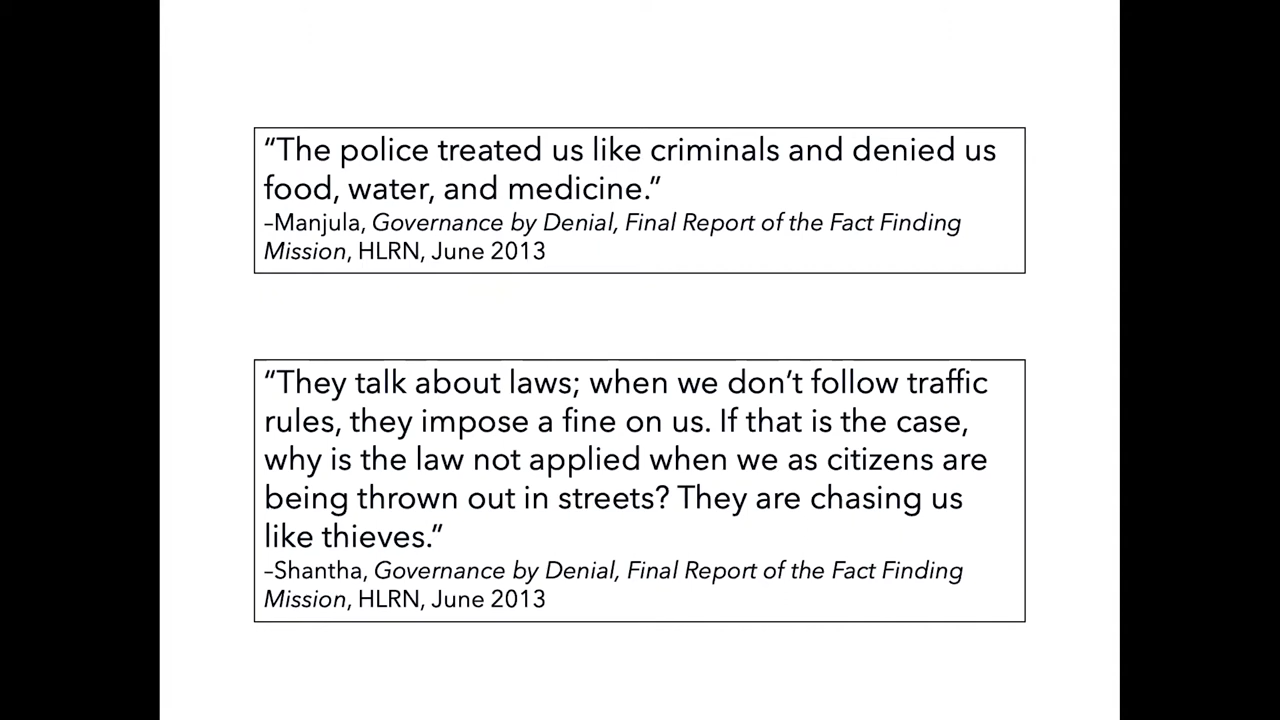 “The police treated us like criminals and denied us
food, water, and medicine.”
–Manjula, Governance by Denial, Final Report of the Fact Finding
Mission, HLRN, June 2013
“They talk about laws; when we don’t follow traffic
rules, they impose a fine on us. If that is the case,
why is the law not applied when we as citizens are
being thrown out in streets? They are chasing us
like thieves.”
–Shantha, Governance by Denial, Final Report of the Fact Finding
Mission, HLRN, June 2013